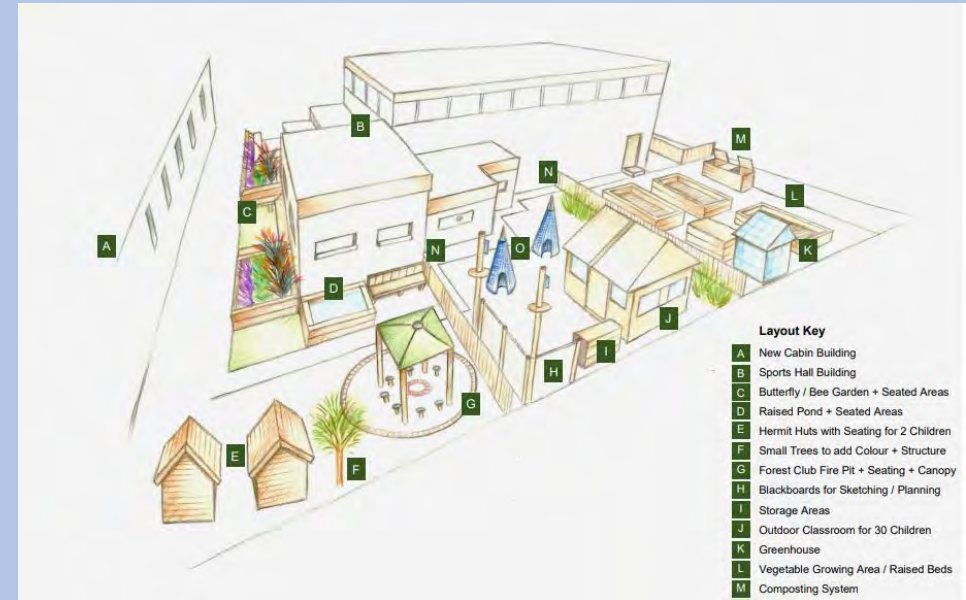 B
M
N
L
C
A
N
O
K
D
J
I
H
G
E
F
Layout Key
A New Cabin Building
B Sports Hall Building
C Butterfly / Bee Garden + Seated Areas
D Raised Pond + Seated Areas
E Hermit Huts with Seating for 2 Children
F Small Trees to add Colour + Structure
G Forest Club Fire Pit + Seating + Canopy
H Blackboards for Sketching / Planning
I Storage Areas
J Outdoor Classroom for 30 Children
K Greenhouse
L Vegetable Growing Area / Raised Beds
M Composting System